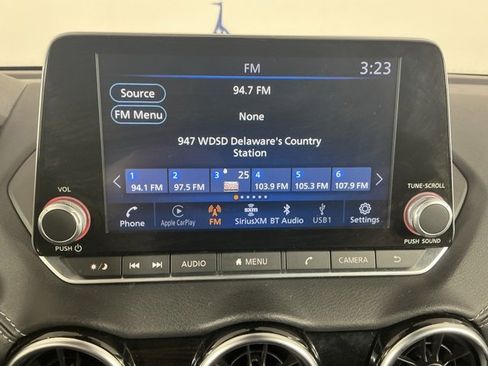 FM
3:23
Source
94.7 FM
FM Menu
None
947 WDSD Delaware's Country
Station
1 2 3 25 4 5 6
94.1 FM 97.5 FM 103.9 FM 105.3 FM 107.9 FM
VOL
TUNE·SCROLL
Phone Apple CarPlay FM SiriusXM BT Audio USB1 Settings
PUSH
PUSH SOUND
AUDIO MENU CAMERA